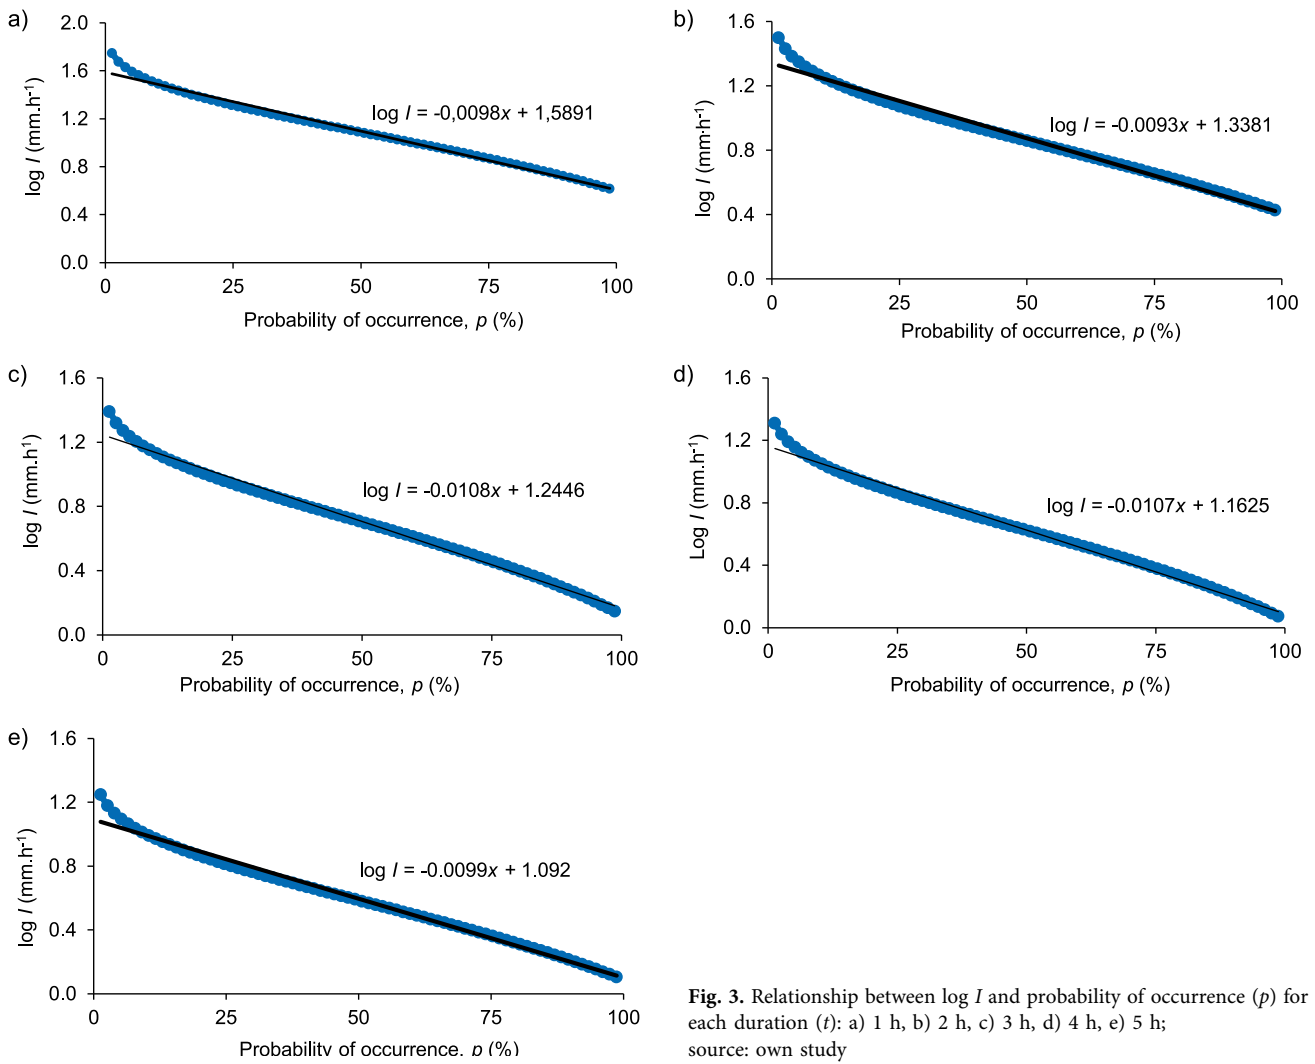 a)
2.0
1.6
1.2
0.8
0.4
0.0
log I (mm.h-1)
log I = -0,0098x + 1,5891
0
25
50
75
100
Probability of occurrence, p (%)
b)
1.6
1.2
0.8
0.4
0.0
log I (mm·h-1)
log I = -0.0093x + 1.3381
0
25
50
75
100
Probability of occurrence, p (%)
c)
1.6
1.2
0.8
0.4
0.0
log I (mm.h-1)
log I = -0.0108x + 1.2446
0
25
50
75
100
Probability of occurrence, p (%)
d)
1.6
1.2
0.8
0.4
0.0
Log I (mm.h-1)
log I = -0.0107x + 1.1625
0
25
50
75
100
Probability of occurrence, p (%)
e)
1.6
1.2
0.8
0.4
0.0
log I (mm.h-1)
log I = -0.0099x + 1.092
0
25
50
75
100
Probability of occurrence, p (%)
Fig. 3. Relationship between log I and probability of occurrence (p) for
each duration (t): a) 1 h, b) 2 h, c) 3 h, d) 4 h, e) 5 h;
source: own study